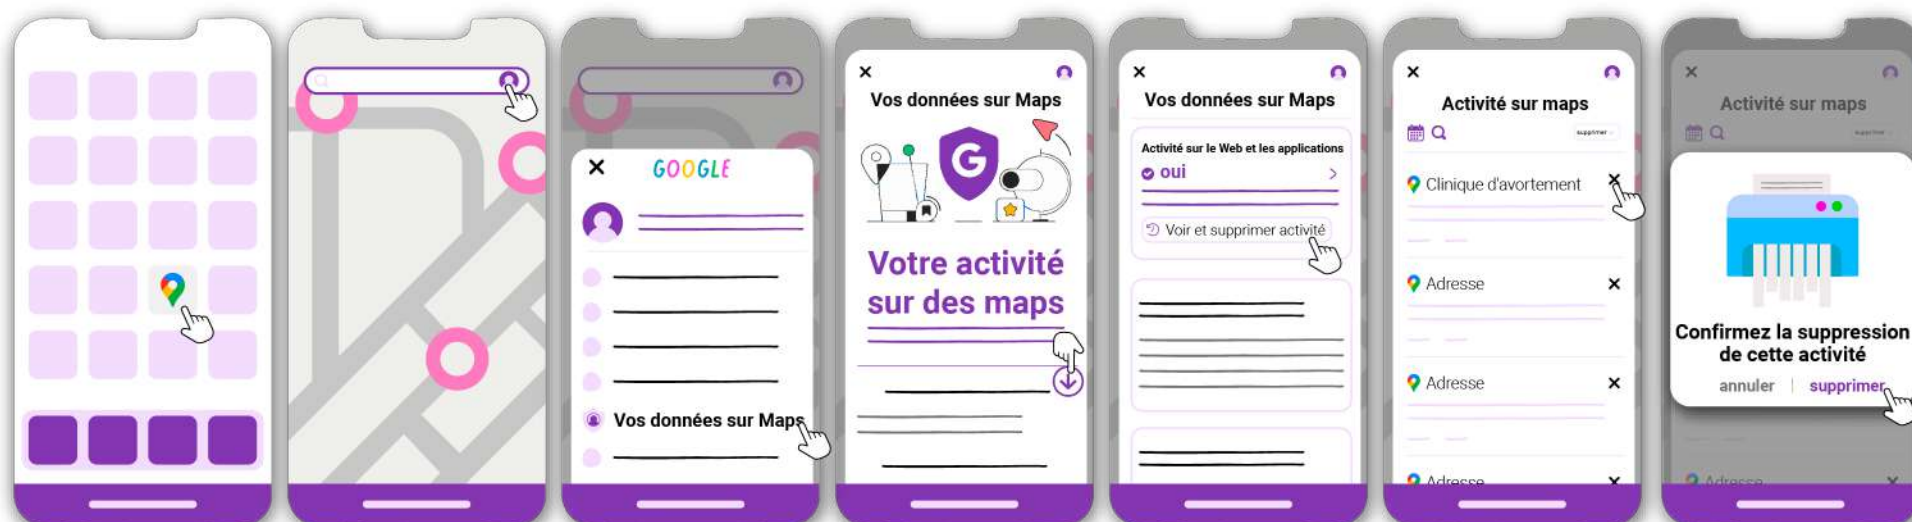 GOOGLE
Vos données sur Maps
Vos données sur Maps
G
Votre activité
sur des maps
Vos données sur Maps
Activité sur le Web et les applications
oui
Voir et supprimer activité
Activité sur maps
supprimer
Clinique d'avortement
Adresse
Adresse
Adresse
Activité sur maps
supprimer
Confirmez la suppression
de cette activité
annuler | supprimer
Adresse